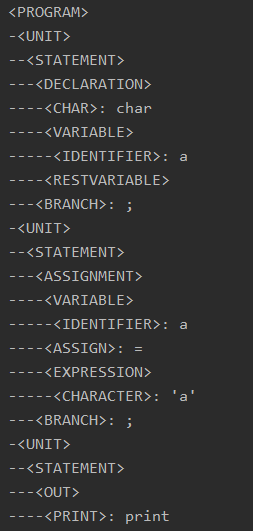 <PROGRAM>
-<UNIT>
--<STATEMENT>
---<DECLARATION>
----<CHAR>: char
----<VARIABLE>
-----<IDENTIFIER>: a
----<RESTVARIABLE>
----<BRANCH>: ;
-<UNIT>
--<STATEMENT>
---<ASSIGNMENT>
----<VARIABLE>
-----<IDENTIFIER>: a
----<ASSIGN>: =
----<EXPRESSION>
-----<CHARACTER>: 'a'
----<BRANCH>: ;
-<UNIT>
--<STATEMENT>
---<OUT>
----<PRINT>: print